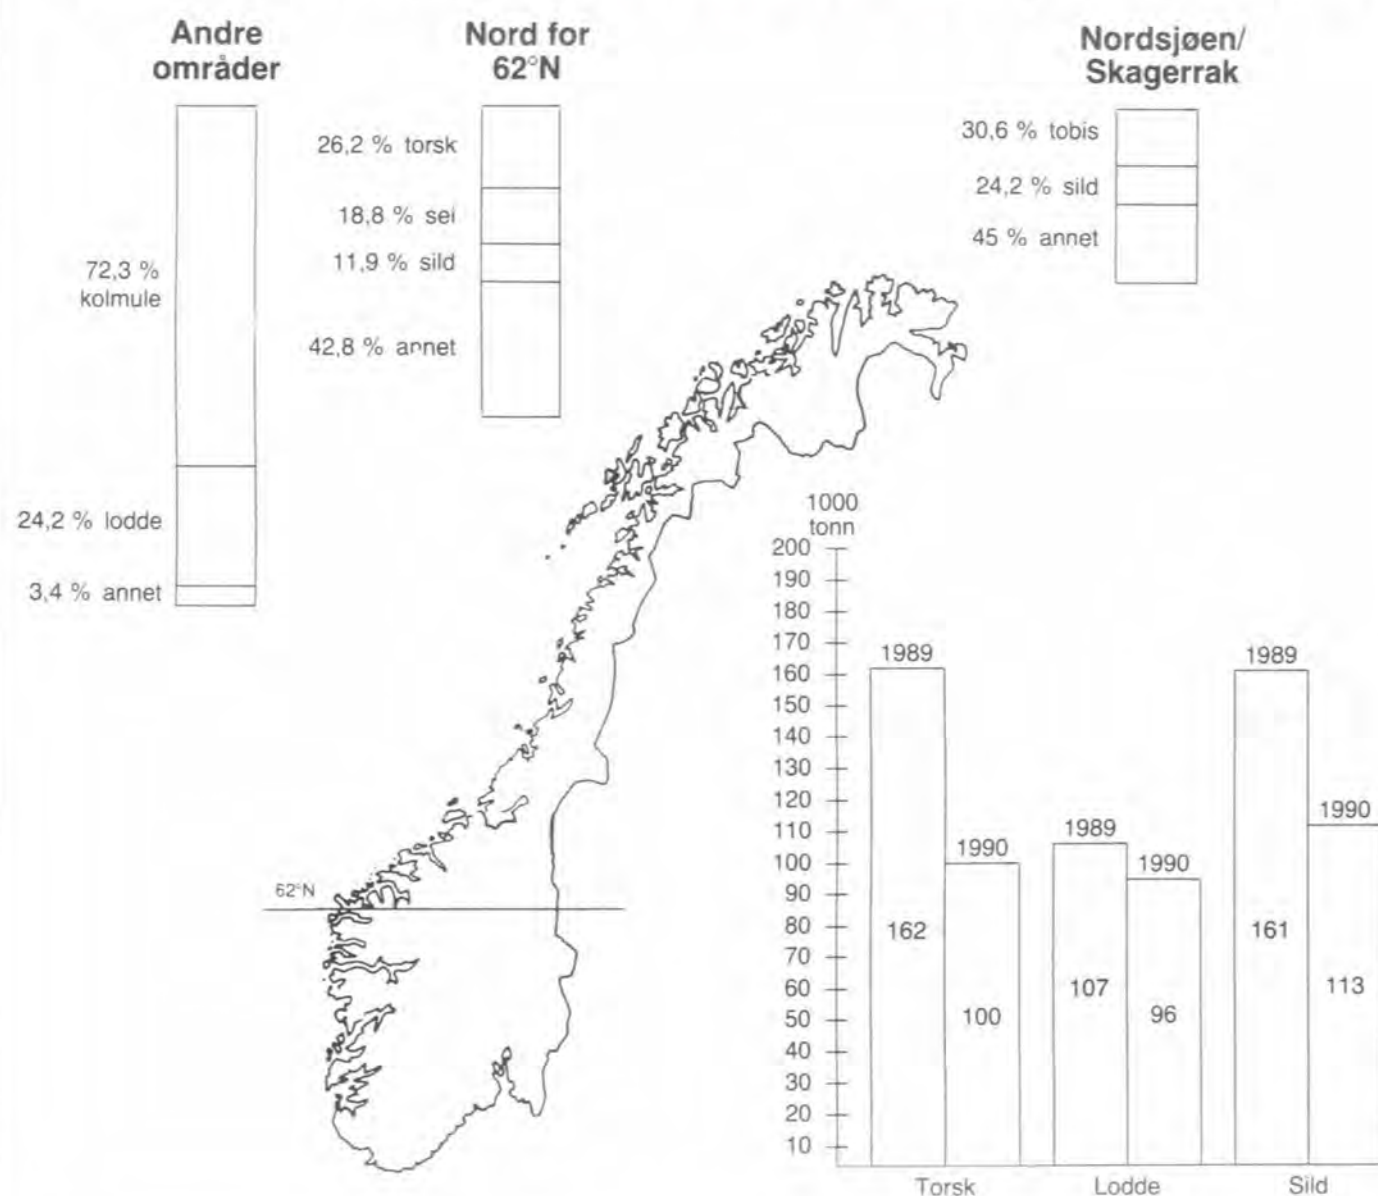 Andre
områder
72,3 %
kolmule
24,2 % lodde
3,4 % annet
Nord for
62°N
26,2 % torsk
18,8 % sei
11,9 % sild
42,8 % annet
Nordsjøen/
Skagerrak
30,6 % tobis
24,2 % sild
45 % annet
62°N
1000
tonn
200
190
180
170
160
150
140
130
120
110
100
90
80
70
60
50
40
30
20
10
1989
162
1990
100
Torsk
1989
107
1990
96
Lodde
1989
161
1990
113
Sild